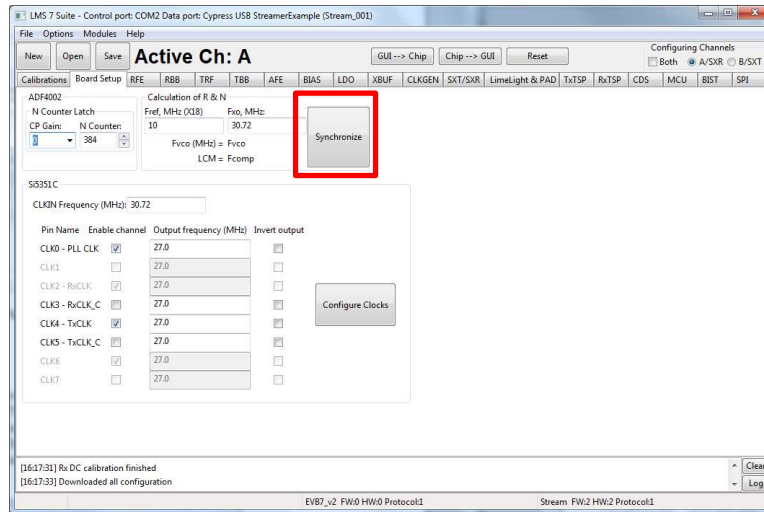 LMS 7 Suite - Control port: COM2 Data port: Cypress USB StreamerExample (Stream_001)
File Options Modules Help
New Open Save Active Ch: A GUI --> Chip Chip --> GUI Reset Configuring Channels
Both A/SXR B/SXT
Calibrations Board Setup RFE RBB TRF TBB AFE BIAS LDO XBUF CLKGEN SXT/SXR LimeLight & PAD TxTSP RxTSP CDS MCU BIST SPI
ADF4002 Calculation of R & N
N Counter Latch Fref, MHz (X18) Fxo, MHz:
CP Gain: N Counter: 10 30.72
0 384 Synchronize
Fvco (MHz) = Fvco
LCM = Fcomp
Si5351C
CLKIN Frequency (MHz): 30.72
Pin Name Enable channel Output frequency (MHz) Invert output
CLK0 - PLL CLK 27.0
CLK1 27.0
CLK2 - RxCLK 27.0
CLK3 - RxCLK_C 27.0 Configure Clocks
CLK4 - TxCLK 27.0
CLK5 - TxCLK_C 27.0
CLK6 27.0
CLK7 27.0
[16:17:31] Rx DC calibration finished Clear
[16:17:33] Downloaded all configuration Log
EVB7_v2 FW:0 HW:0 Protocol:1 Stream FW:2 HW:2 Protocol:1